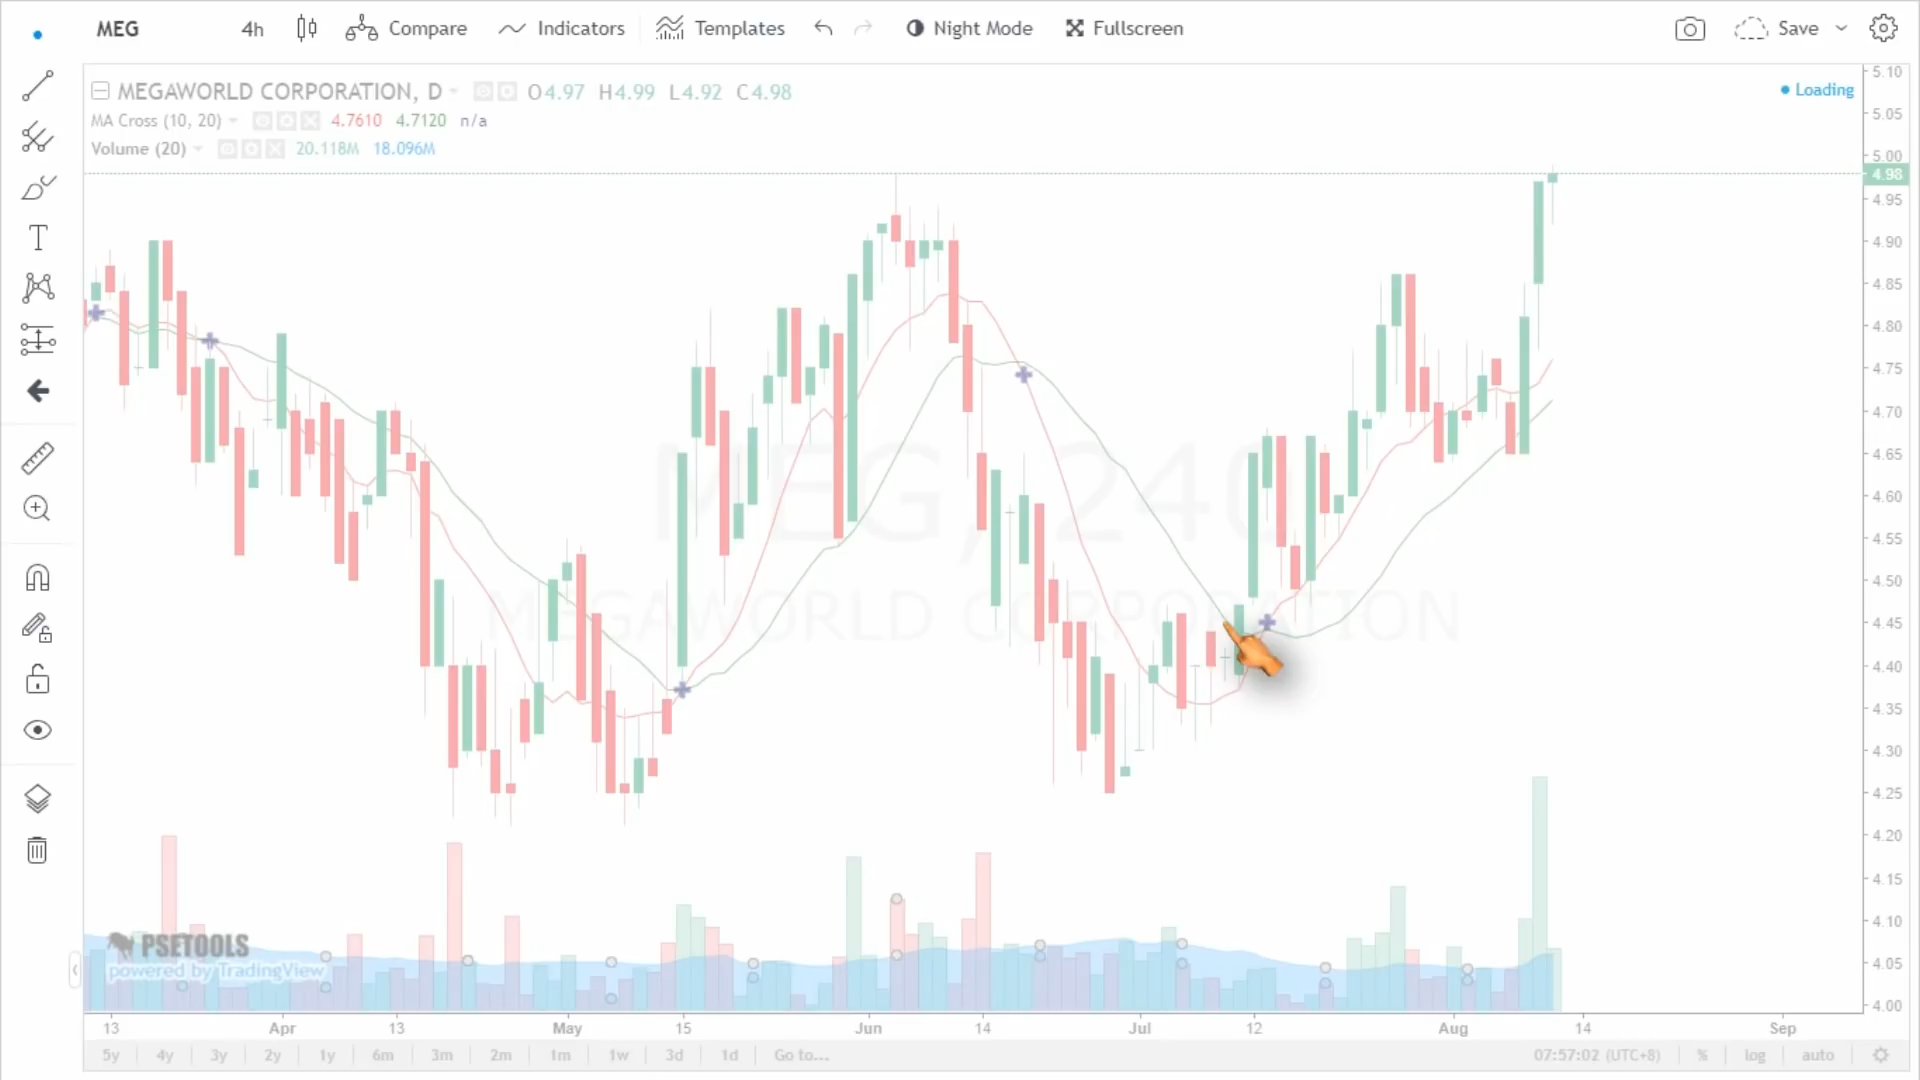 MEG 4h Compare Indicators Templates Night Mode Fullscreen Save
MEGAWORLD CORPORATION, D O4.97 H4.99 L4.92 C4.98
Loading
MA Cross (10, 20) 4.7610 4.7120 n/a
Volume (20) 20.118M 18.096M
5.10
5.05
5.00
4.98
4.95
4.90
4.85
4.80
4.75
4.70
4.65
4.60
4.55
4.50
4.45
4.40
4.35
4.30
4.25
4.20
4.15
4.10
4.05
4.00
MEG, 240
MEGAWORLD CORPORATION
PSETOOLS
powered by TradingView
13 Apr 13 May 15 Jun 14 Jul 12 Aug 14 Sep
5y 4y 3y 2y 1y 6m 3m 2m 1m 1w 3d 1d Go to... 07:57:02 (UTC+8) % log auto